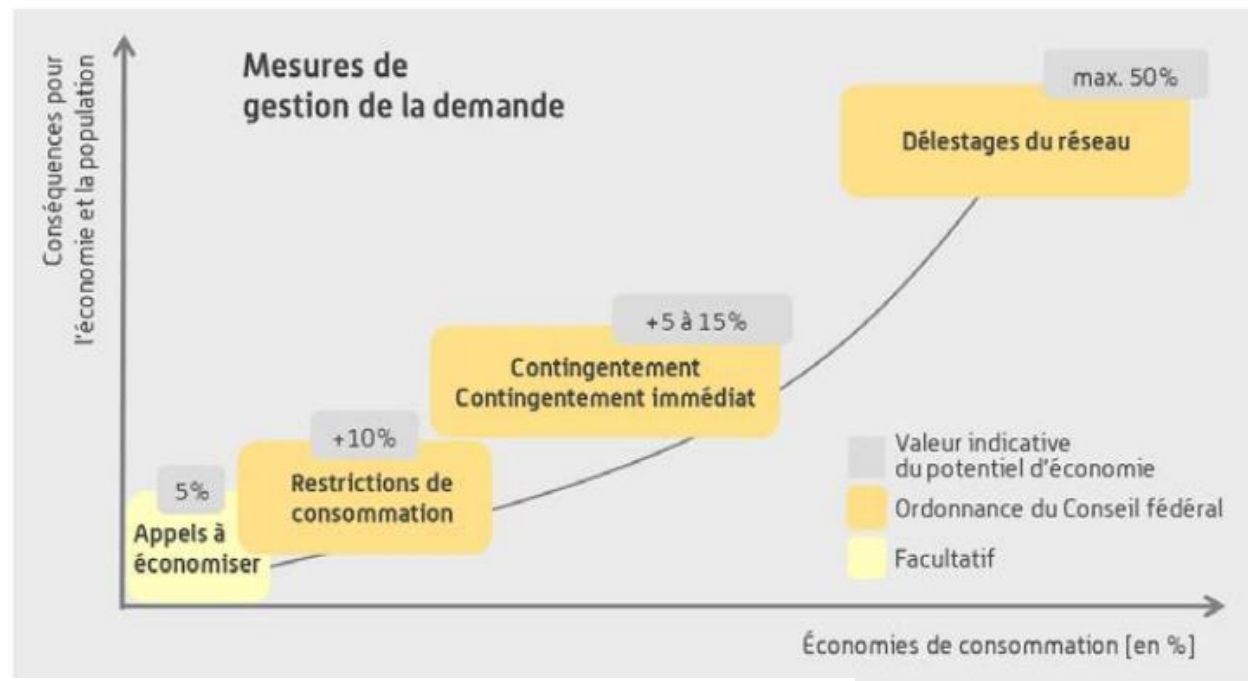 Mesures de
gestion de la demande
Conséquences pour
l'économie et la population
max. 50%
Délestages du réseau
+5 à 15%
Contingentement
Contingentement immédiat
+10%
Restrictions de
consommation
5%
Appels à
économiser
Valeur indicative
du potentiel d'économie
Ordonnance du Conseil fédéral
Facultatif
Économies de consommation [en %]